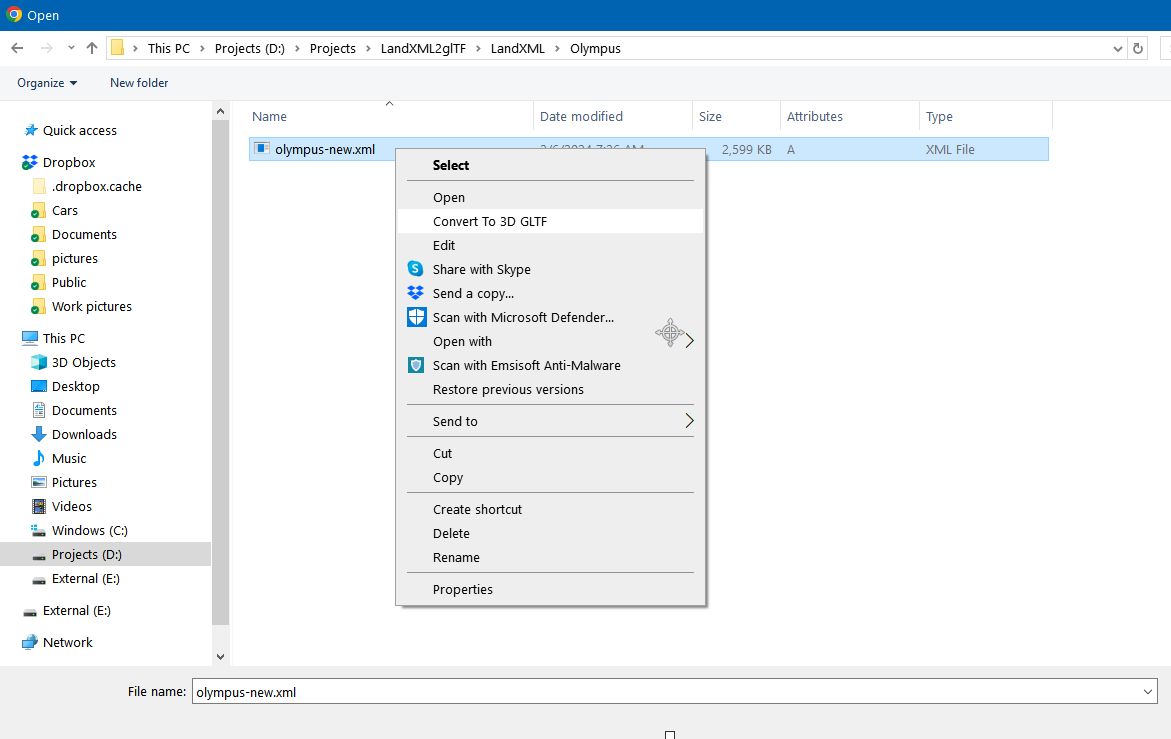 Open
This PC > Projects (D:) > Projects > LandXML2glTF > LandXML > Olympus
Organize New folder
Quick access
Dropbox
.dropbox.cache
Cars
Documents
pictures
Public
Work pictures
This PC
3D Objects
Desktop
Documents
Downloads
Music
Pictures
Videos
Windows (C:)
Projects (D:)
External (E:)
External (E:)
Network
Name Date modified Size Attributes Type
olympus-new.xml 2,599 KB A XML File
Select
Open
Convert To 3D GLTF
Edit
Share with Skype
Send a copy...
Scan with Microsoft Defender...
Open with
Scan with Emsisoft Anti-Malware
Restore previous versions
Send to
Cut
Copy
Create shortcut
Delete
Rename
Properties
File name: olympus-new.xml